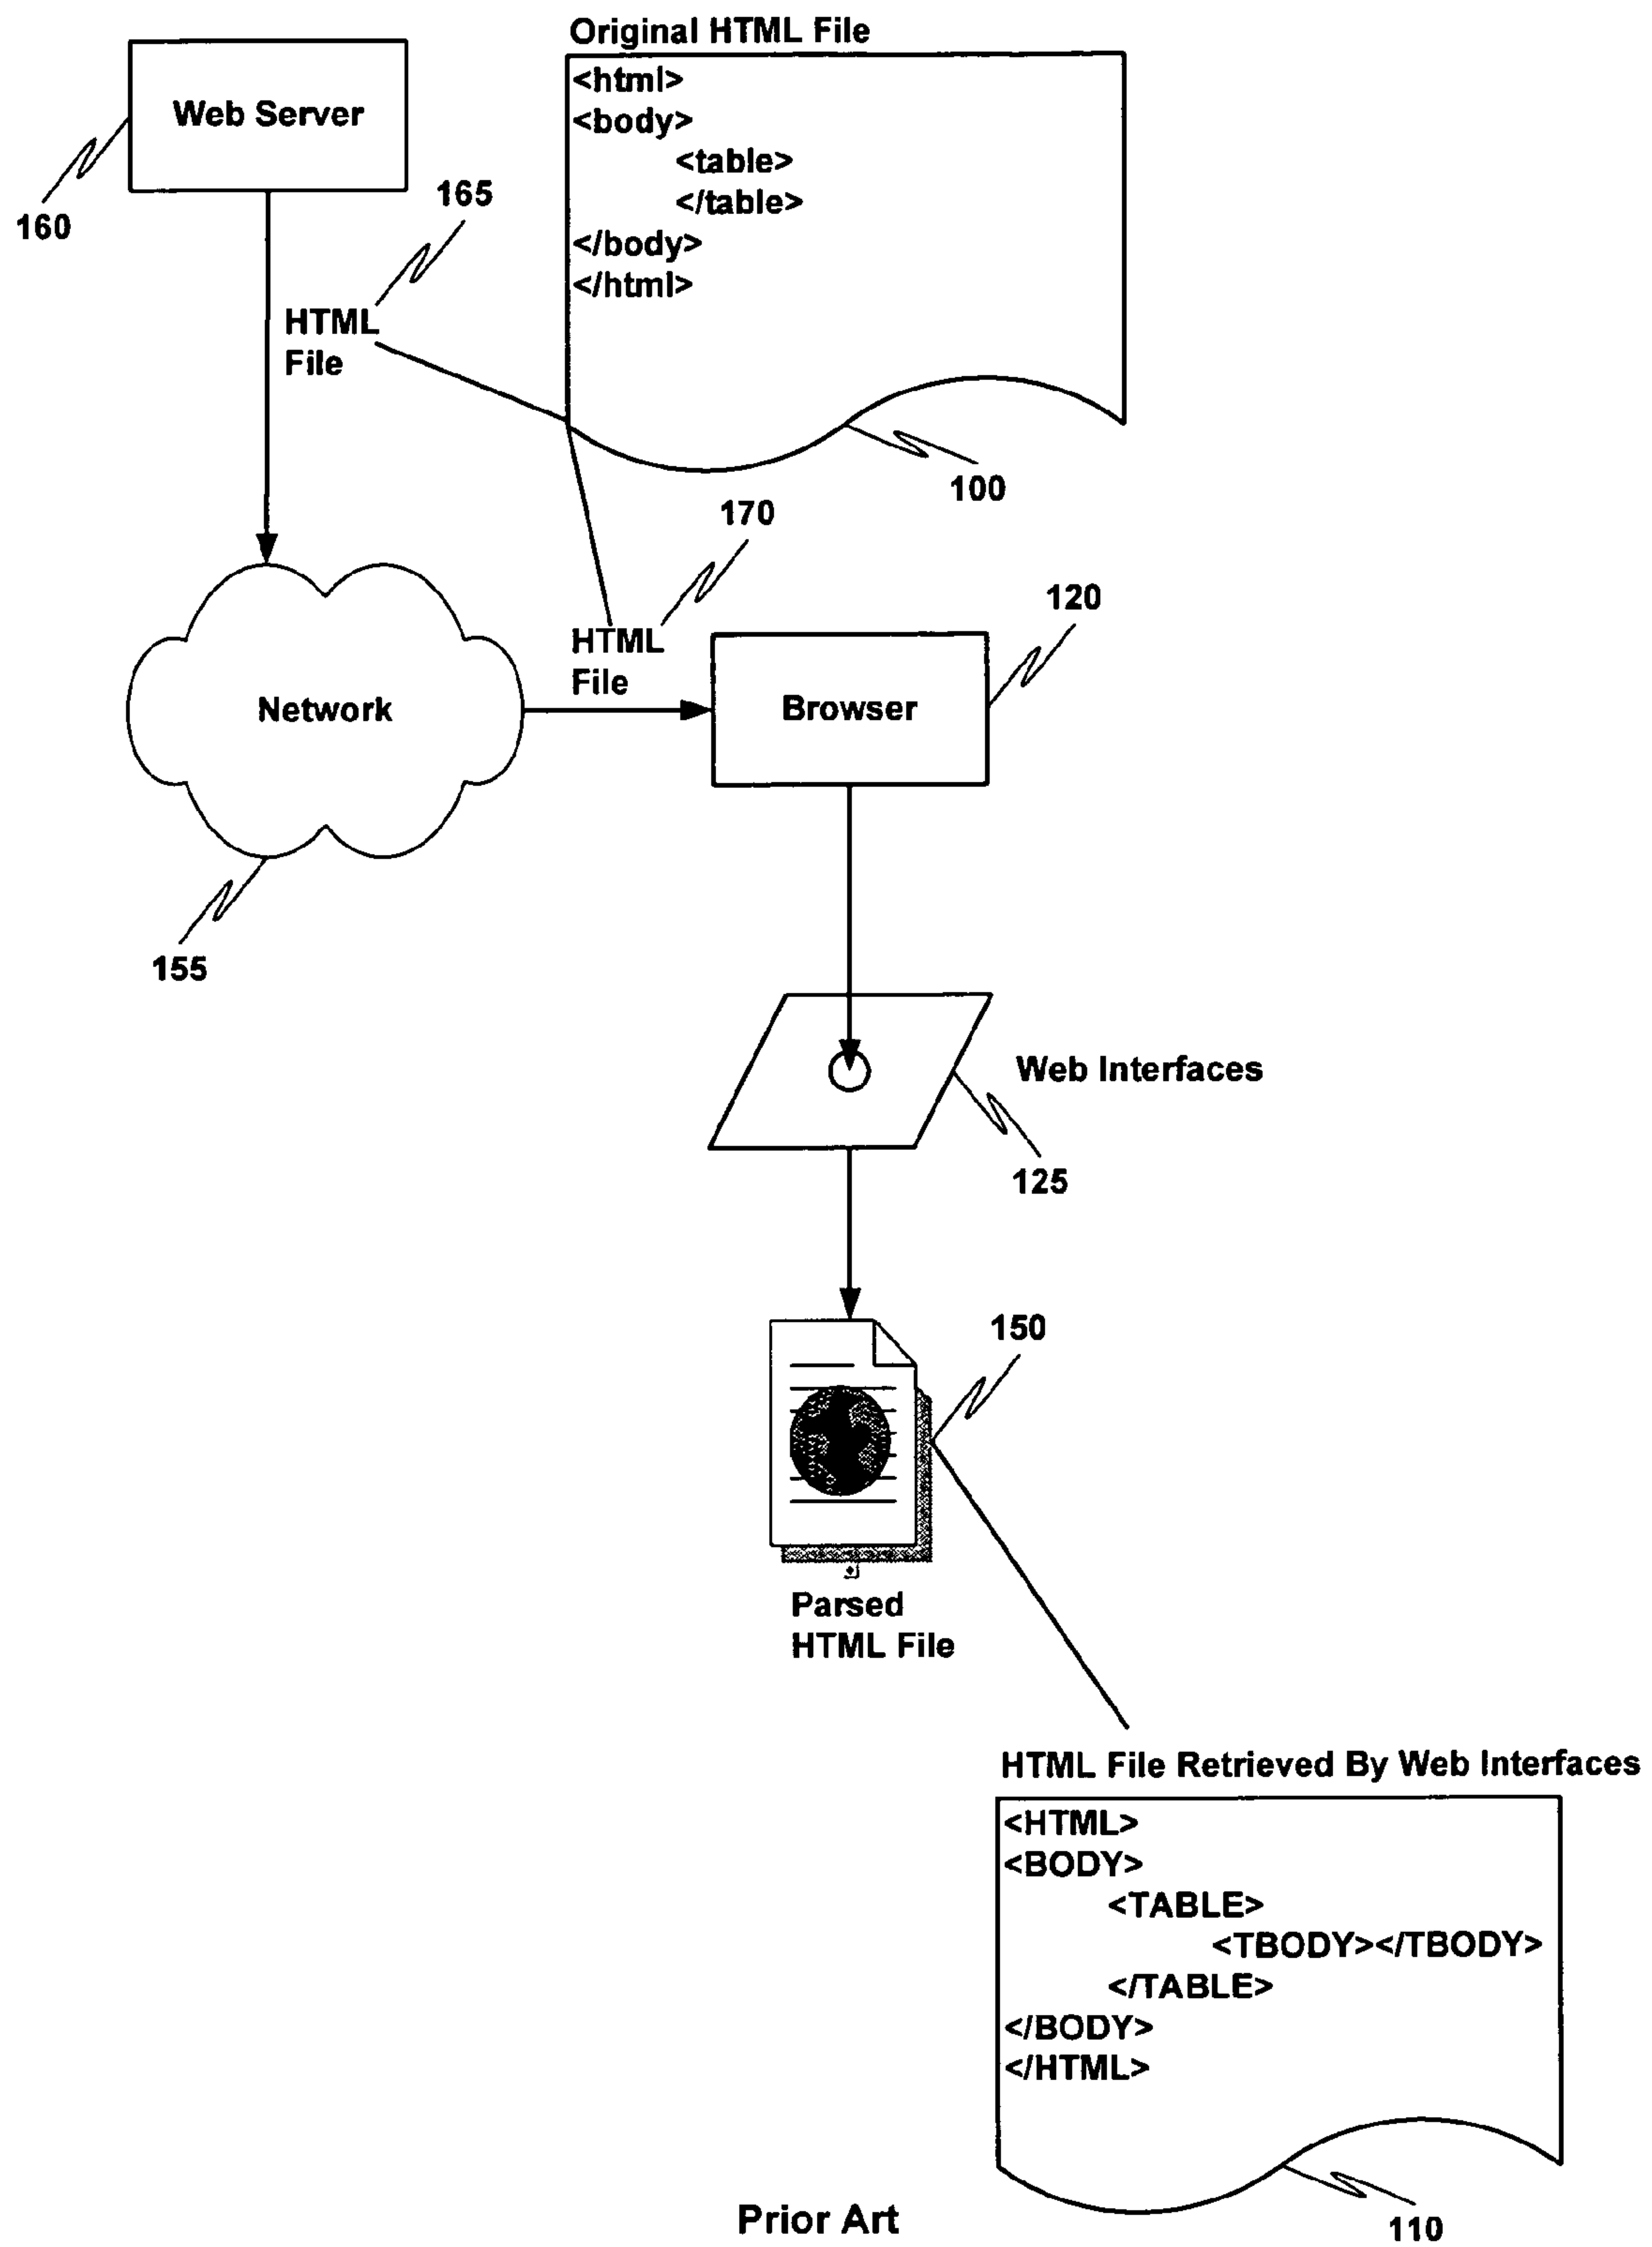 Original HTML File
<html>
<body>
<table>
</table>
</body>
</html>
Web Server
160
165
HTML
File
100
170
HTML
File
120
Network
Browser
155
Web Interfaces
125
150
Parsed
HTML File
HTML File Retrieved By Web Interfaces
<HTML>
<BODY>
<TABLE>
<TBODY></TBODY>
</TABLE>
</BODY>
</HTML>
110
Prior Art